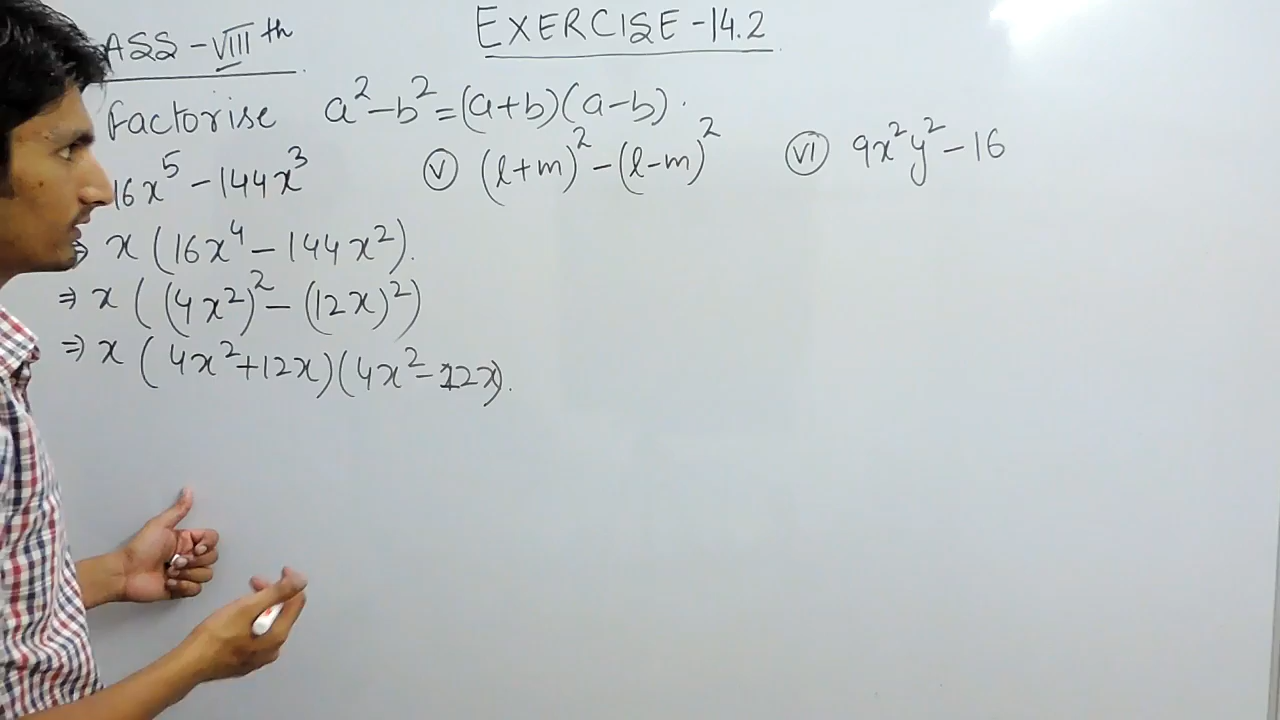 ASS - VIII th
EXERCISE - 14.2
Factorise a² - b² = (a+b)(a-b).
16x⁵ - 144x³
(V) (l+m)² - (l-m)²
(VI) 9x²y² - 16
⇒ x (16x⁴ - 144x²).
⇒ x ((4x²)² - (12x)²)
⇒ x (4x²+12x)(4x²-12x).